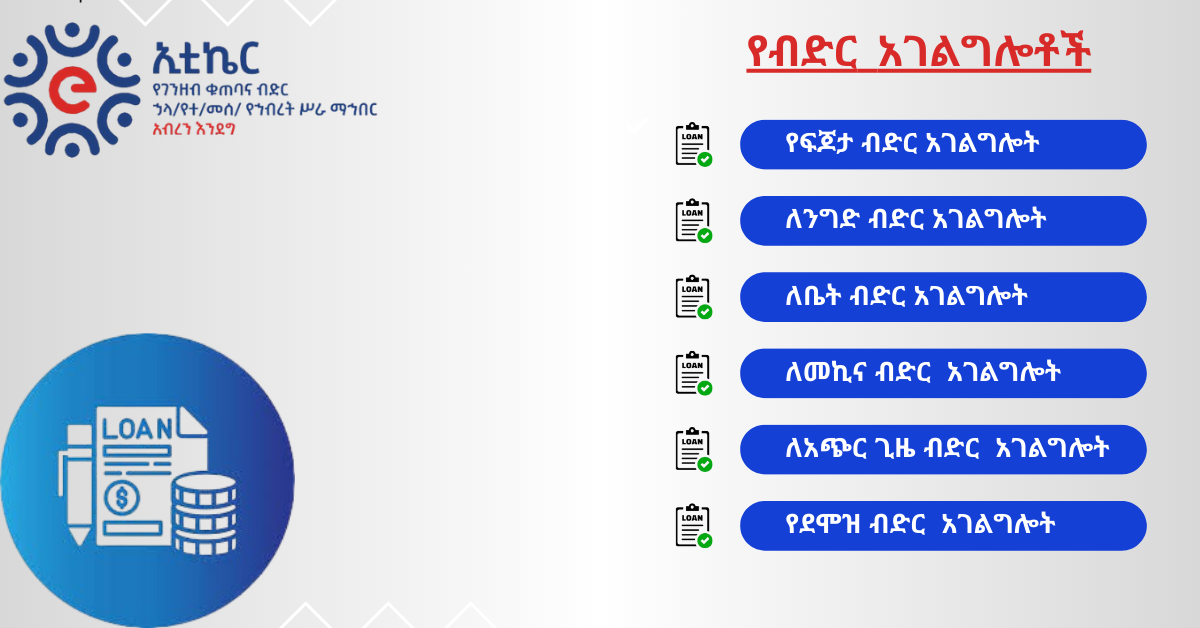 ኢቲኬር
የገንዘብ ቁጠባና ብድር
ኃላ/የተ/መሰ/ የኀብረት ሥራ ማኀበር
አብረን እንደግ
LOAN
$
የብድር አገልግሎቶች
LOAN
የፍጆታ ብድር አገልግሎት
LOAN
ለንግድ ብድር አገልግሎት
LOAN
ለቤት ብድር አገልግሎት
LOAN
ለመኪና ብድር አገልግሎት
LOAN
ለአጭር ጊዜ ብድር አገልግሎት
LOAN
የደሞዝ ብድር አገልግሎት